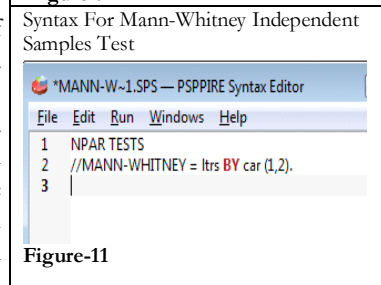 Syntax For Mann-Whitney Independent
Samples Test
*MANN-W~1.SPS — PSPPIRE Syntax Editor
File Edit Run Windows Help
1 NPAR TESTS
2 //MANN-WHITNEY = ltrs BY car (1,2).
3
Figure-11